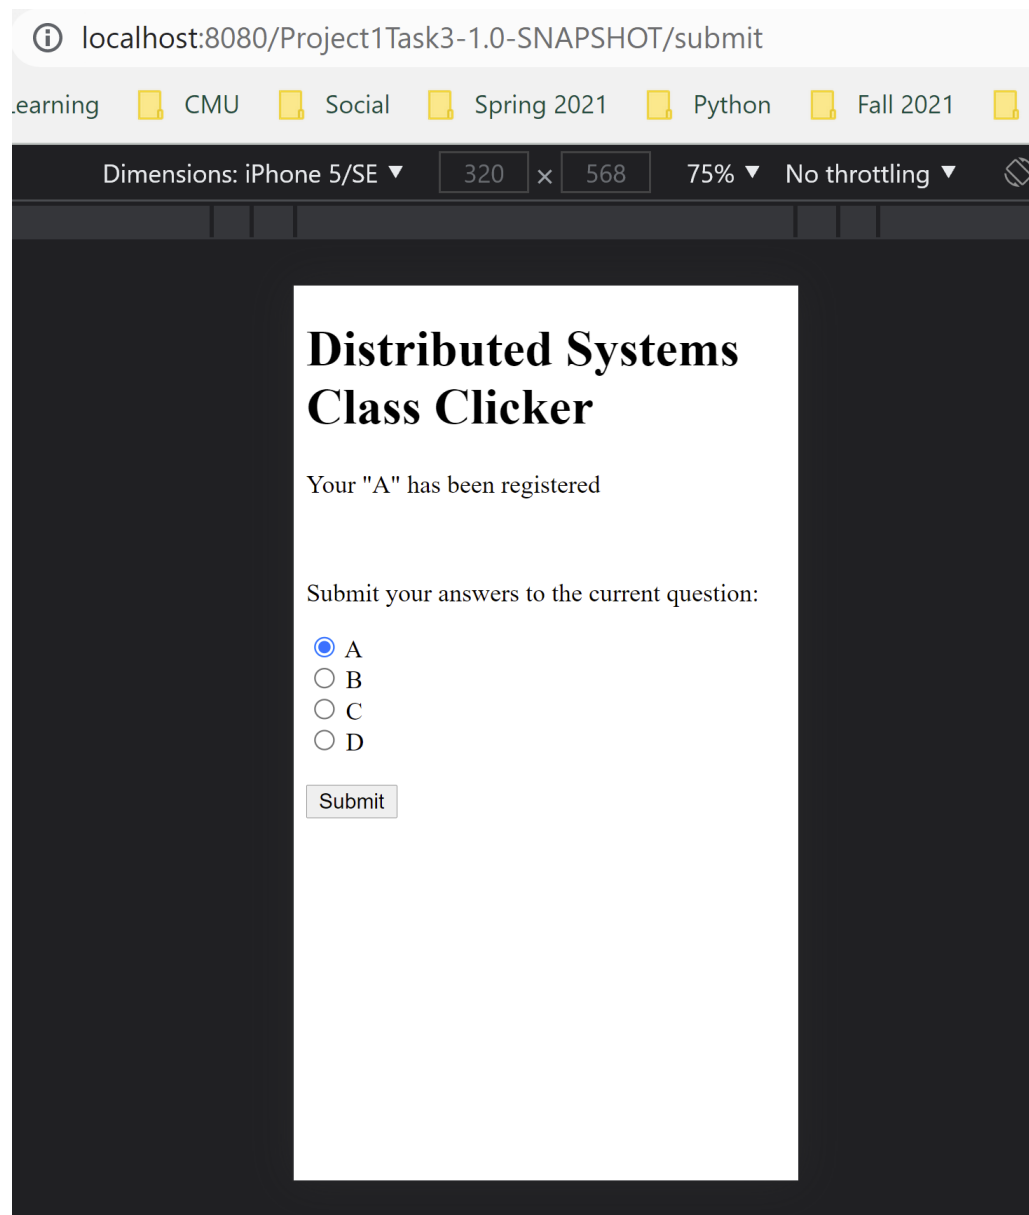 localhost:8080/Project1Task3-1.0-SNAPSHOT/submit
earning CMU Social Spring 2021 Python Fall 2021
Dimensions: iPhone 5/SE ▼ 320 × 568 75% ▼ No throttling ▼
Distributed Systems
Class Clicker
Your "A" has been registered
Submit your answers to the current question:
A
B
C
D
Submit